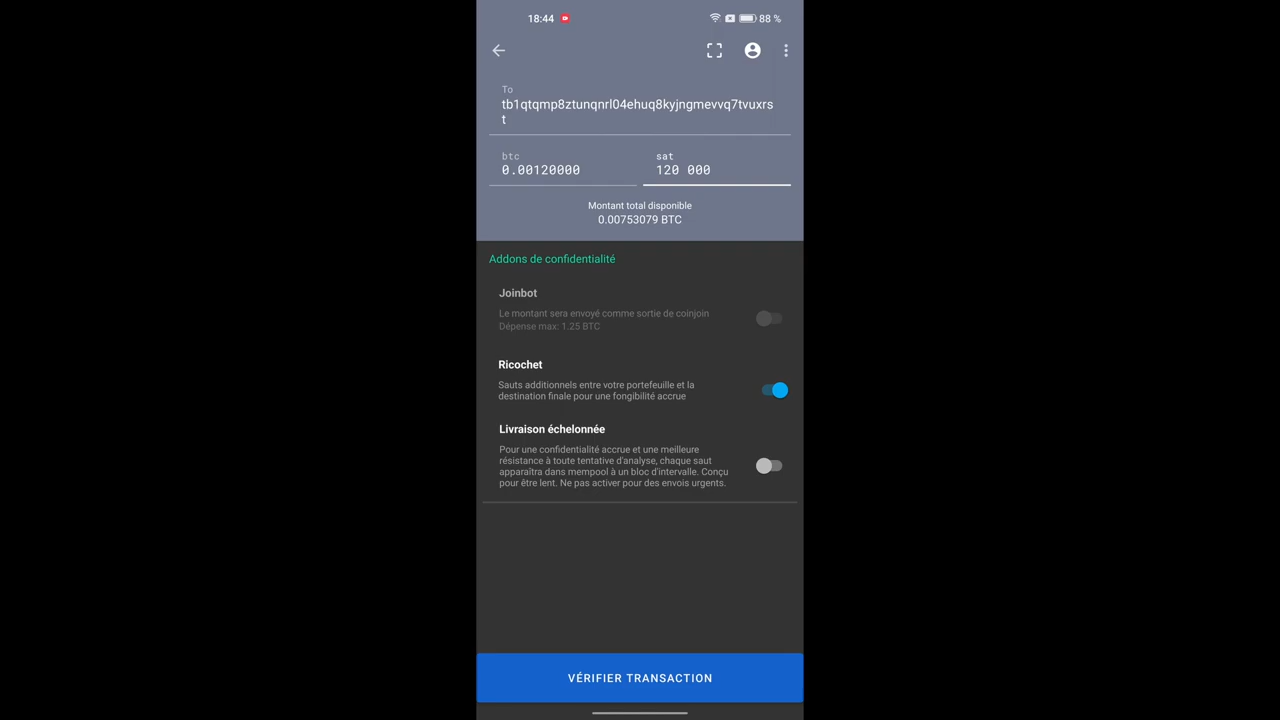 18:44
88 %
To
tb1qtqmp8ztunqnrl04ehuq8kyjngmevvq7tvuxrs
t
btc
sat
0.00120000
120 000
Montant total disponible
0.00753079 BTC
Addons de confidentialité
Joinbot
Le montant sera envoyé comme sortie de coinjoin
Dépense max: 1.25 BTC
Ricochet
Sauts additionnels entre votre portefeuille et la
destination finale pour une fongibilité accrue
Livraison échelonnée
Pour une confidentialité accrue et une meilleure
résistance à toute tentative d'analyse, chaque saut
apparaîtra dans mempool à un bloc d'intervalle. Conçu
pour être lent. Ne pas activer pour des envois urgents.
VÉRIFIER TRANSACTION